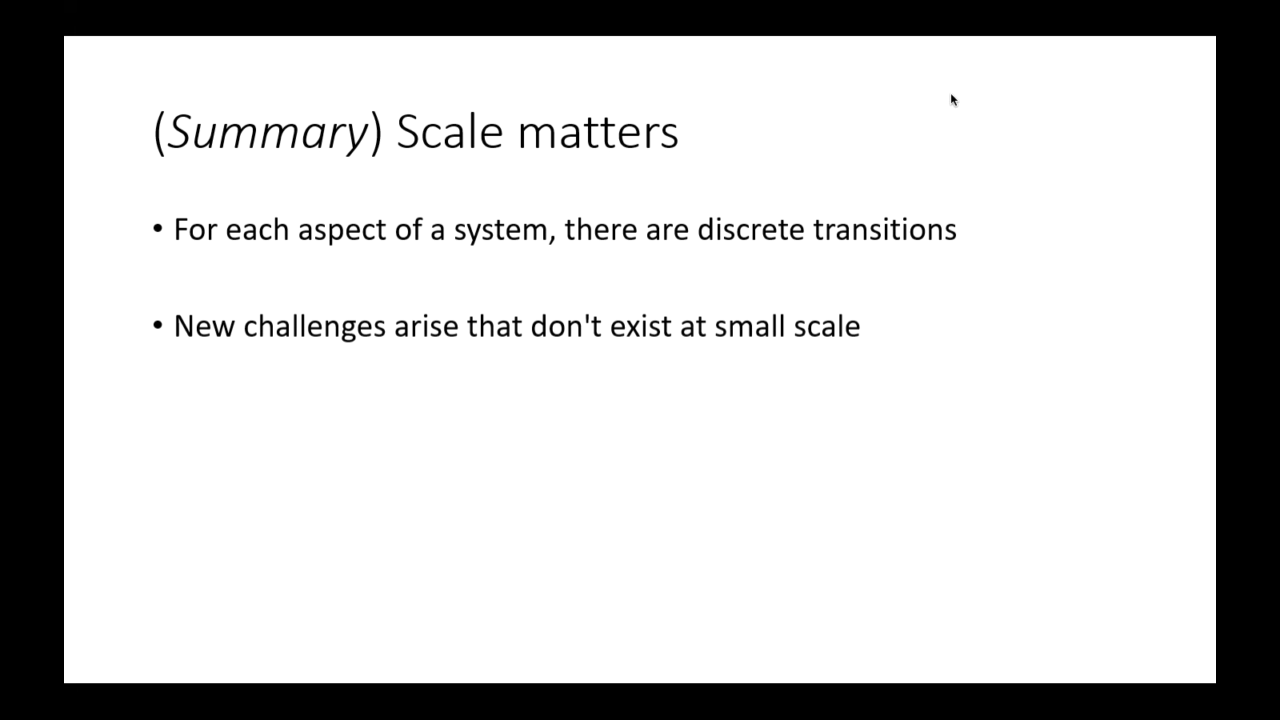 (Summary) Scale matters
• For each aspect of a system, there are discrete transitions
• New challenges arise that don't exist at small scale